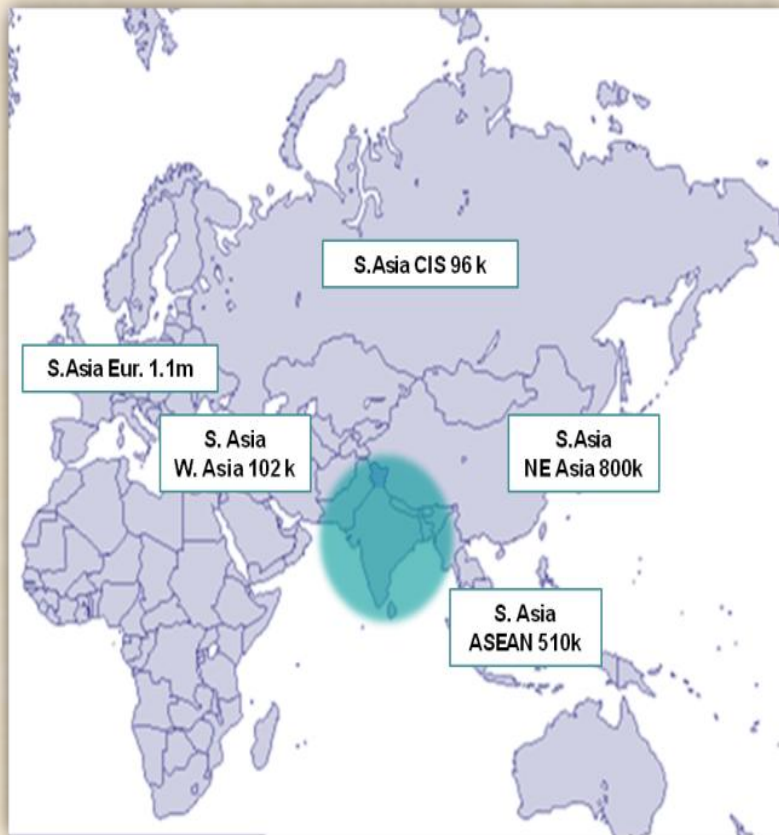 S.Asia CIS 96 k
S.Asia Eur. 1.1m
S. Asia
W. Asia 102 k
S.Asia
NE Asia 800k
S. Asia
ASEAN 510k